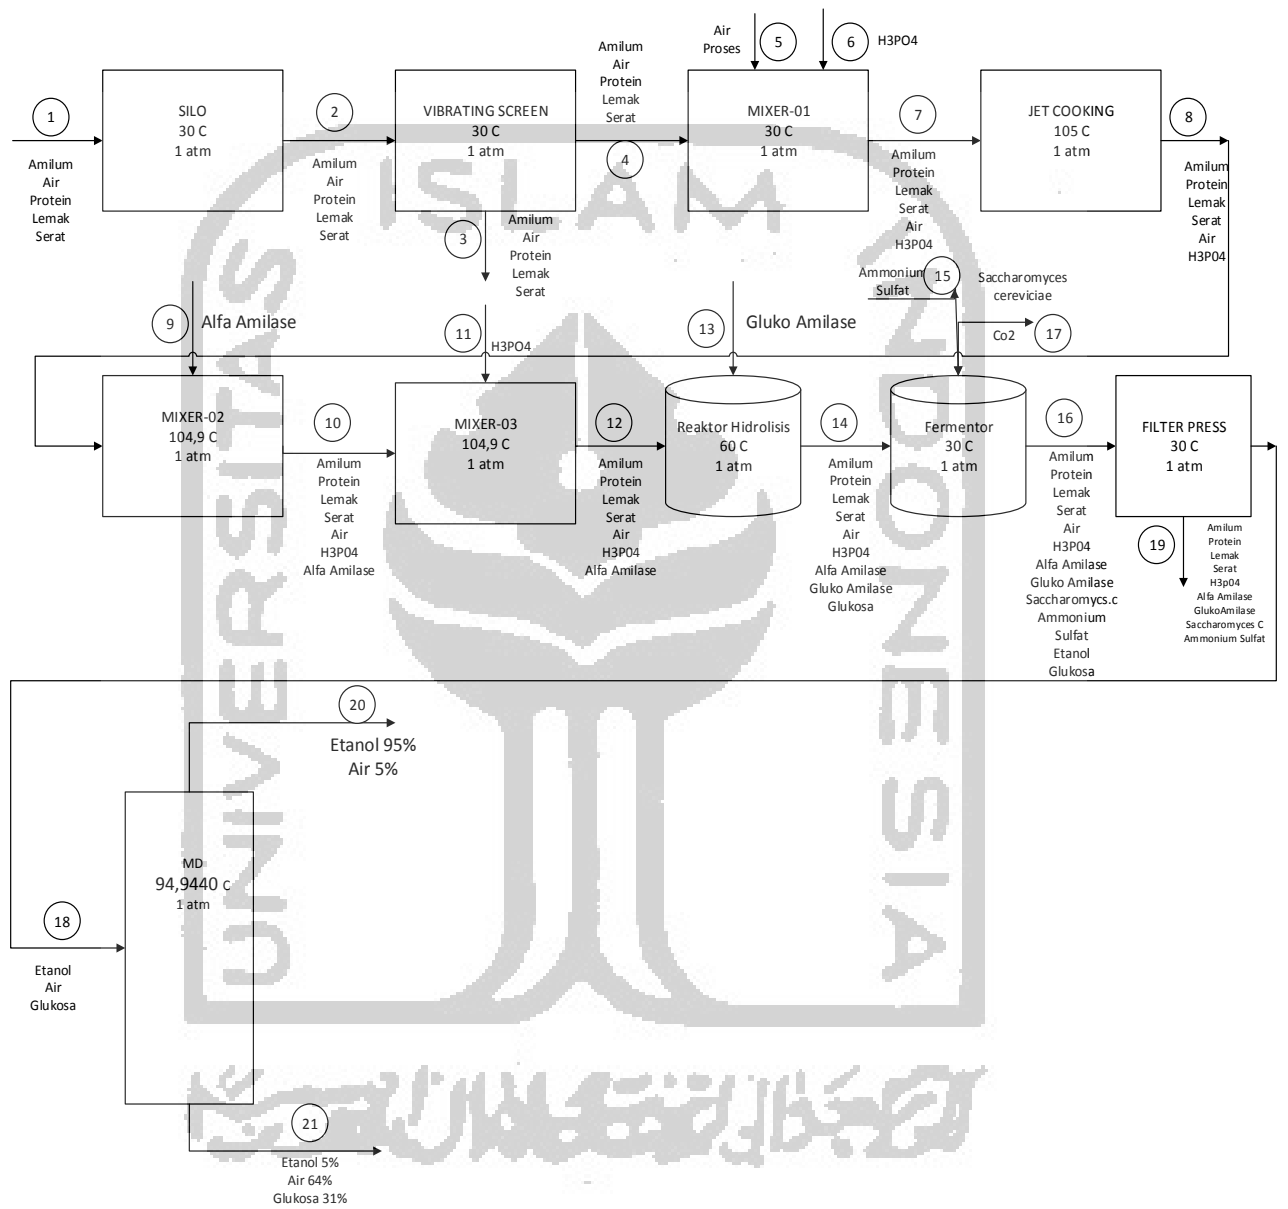 1
Amilum
Air
Protein
Lemak
Serat
SILO
30 C
1 atm
2
Amilum
Air
Protein
Lemak
Serat
VIBRATING SCREEN
30 C
1 atm
3
Amilum
Air
Protein
Lemak
Serat
Amilum
Air
Protein
Lemak
Serat
4
Air
Proses
5
6
H3PO4
MIXER-01
30 C
1 atm
7
Amilum
Protein
Lemak
Serat
Air
H3P04
JET COOKING
105 C
1 atm
8
Amilum
Protein
Lemak
Serat
Air
H3P04
9
Alfa Amilase
MIXER-02
104,9 C
1 atm
10
Amilum
Protein
Lemak
Serat
Air
H3P04
Alfa Amilase
11
H3PO4
MIXER-03
104,9 C
1 atm
12
Amilum
Protein
Lemak
Serat
Air
H3P04
Alfa Amilase
13
Gluko Amilase
Reaktor Hidrolisis
60 C
1 atm
14
Amilum
Protein
Lemak
Serat
Air
H3P04
Alfa Amilase
Gluko Amilase
Glukosa
Ammonium
Sulfat
15
Saccharomyces
cereviciae
Co2
17
Fermentor
30 C
1 atm
16
Amilum
Protein
Lemak
Serat
Air
H3P04
Alfa Amilase
Gluko Amilase
Saccharomycs.c
Ammonium
Sulfat
Etanol
Glukosa
FILTER PRESS
30 C
1 atm
19
Amilum
Protein
Lemak
Serat
H3p04
Alfa Amilase
GlukoAmilase
Saccharomyces C
Ammonium Sulfat
20
Etanol 95%
Air 5%
MD
94,9440 C
1 atm
18
Etanol
Air
Glukosa
21
Etanol 5%
Air 64%
Glukosa 31%
UNIVERSITAS
ISLAM
INDONESIA